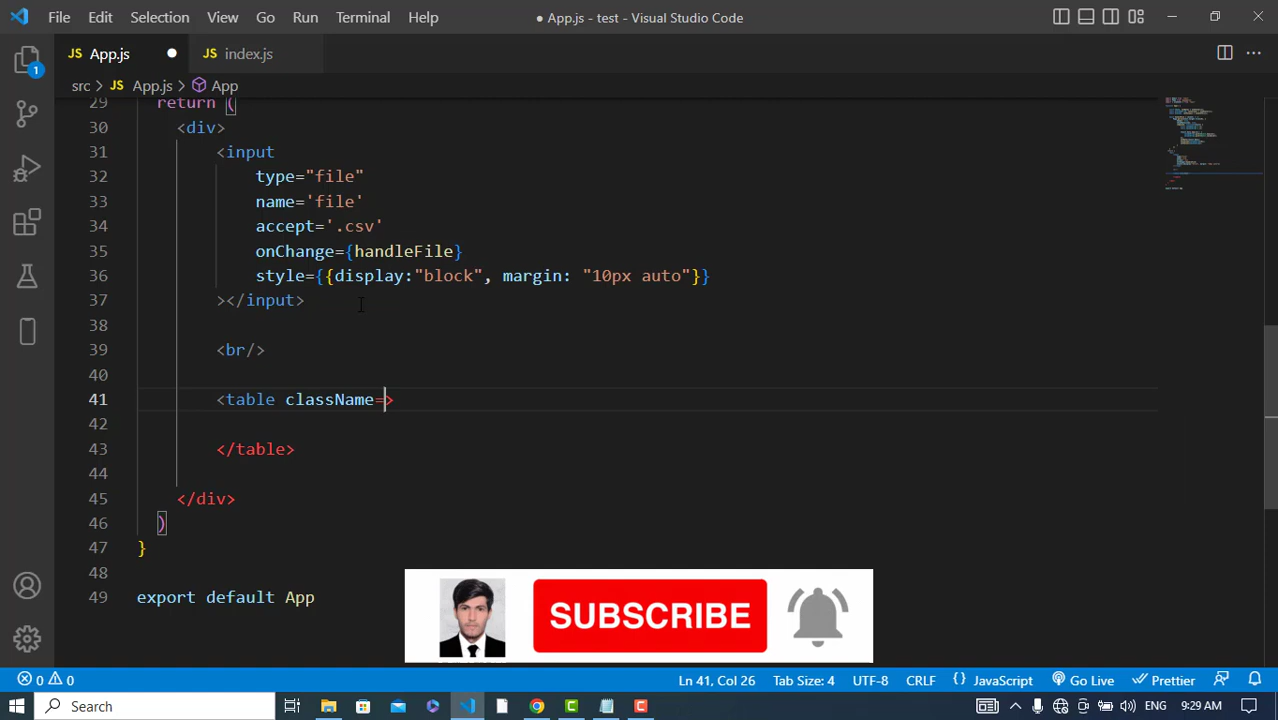 File Edit Selection View Go Run Terminal Help ● App.js - test - Visual Studio Code
JS App.js ● JS index.js
1
src > JS App.js > App
29 return (
30 <div>
31 <input
32 type="file"
33 name='file'
34 accept='.csv'
35 onChange={handleFile}
36 style={{display:"block", margin: "10px auto"}}
37 ></input>
38
39 <br/>
40
41 <table className=>
42
43 </table>
44
45 </div>
46 )
47 }
48
49 export default App
SUBSCRIBE
0 0 Ln 41, Col 26 Tab Size: 4 UTF-8 CRLF {} JavaScript Go Live Prettier
Search ENG 9:29 AM